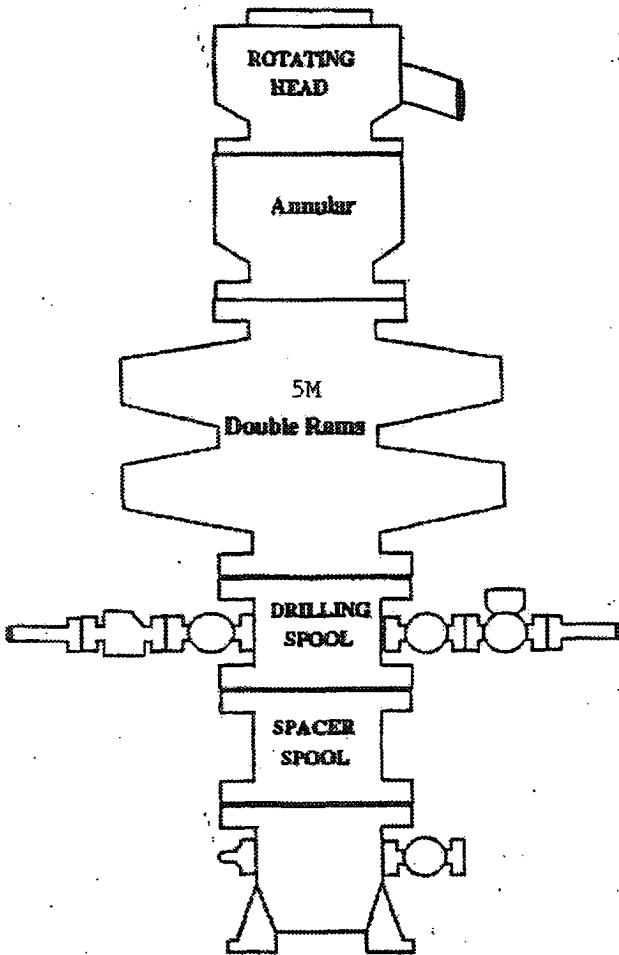 ROTATING
HEAD
Annular
5M
Double Rams
DRILLING
SPOOL
SPACER
SPOOL